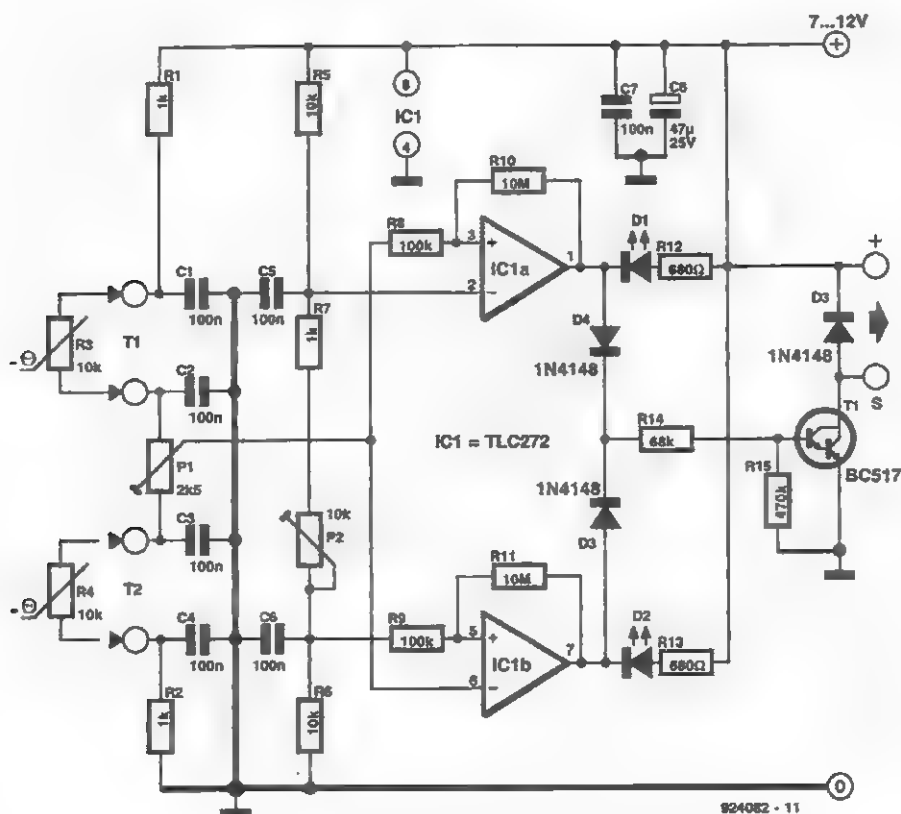 7...12V
+
R1
1k
R5
10k
8
IC1
4
C7
100n
C6
47µ
25V
R10
10M
R8
100k
3
+
IC1a
1
2
−
D1
R12
680Ω
+
D3
1N4148
C1
100n
C5
100n
R7
1k
-Θ
R3
10k
T1
C2
100n
D4
1N4148
S
P1
2k5
IC1 = TLC272
R14
68k
T1
BC517
R15
470k
10k
P2
1N4148
D3
C3
100n
-Θ
R4
10k
T2
R11
10M
C4
100n
C6
100n
R9
100k
5
+
IC1b
7
6
−
D2
R13
680Ω
R2
1k
R6
10k
0
924082 - 11